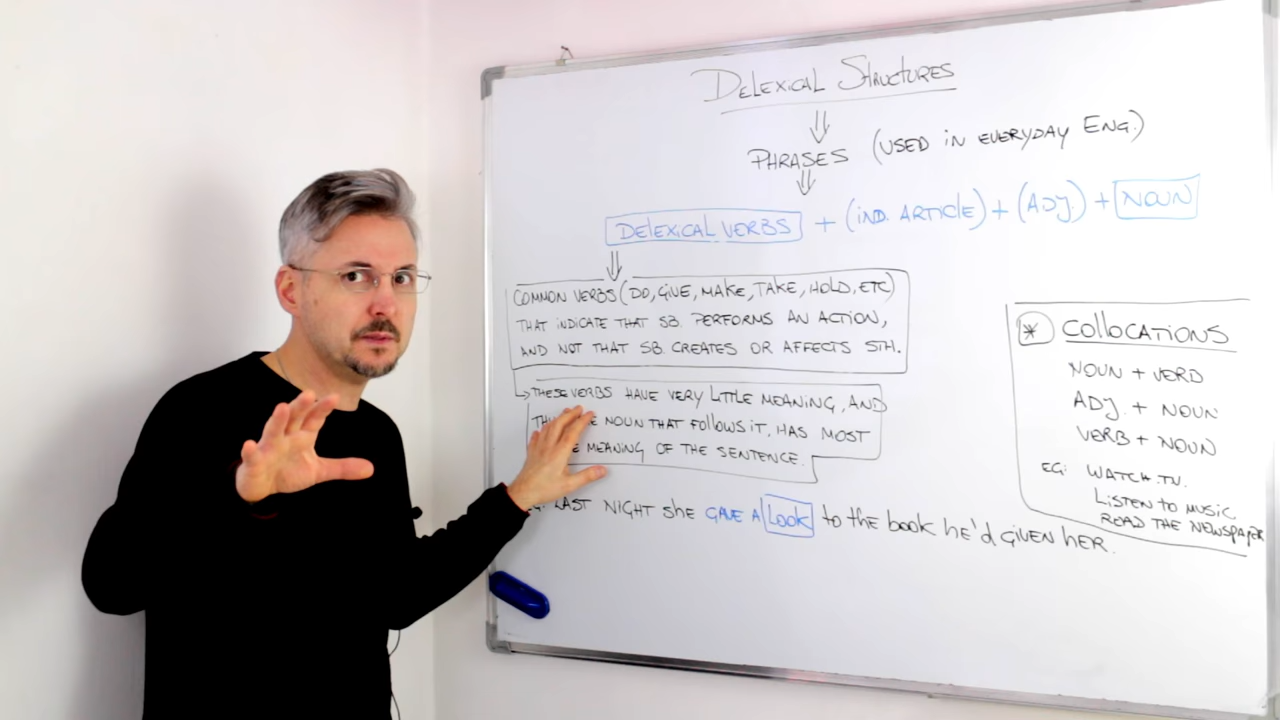 DELEXICAL STRUCTURES
PHRASES (USED IN EVERYDAY ENG.)
DELEXICAL VERBS + (IND. ARTICLE) + (ADJ.) + NOUN
COMMON VERBS (DO, GIVE, MAKE, TAKE, HOLD, ETC)
THAT INDICATE THAT SB. PERFORMS AN ACTION,
AND NOT THAT SB. CREATES OR AFFECTS STH.
THESE VERBS HAVE VERY LITTLE MEANING, AND
NOUN THAT FOLLOWS IT, HAS MOST
MEANING OF THE SENTENCE.
LAST NIGHT SHE GAVE A LOOK to the book he'd GIVEN HER.
* COLLOCATIONS
NOUN + VERB
ADJ. + NOUN
VERB + NOUN
EG: WATCH TV.
LISTEN TO MUSIC
READ THE NEWSPAPER